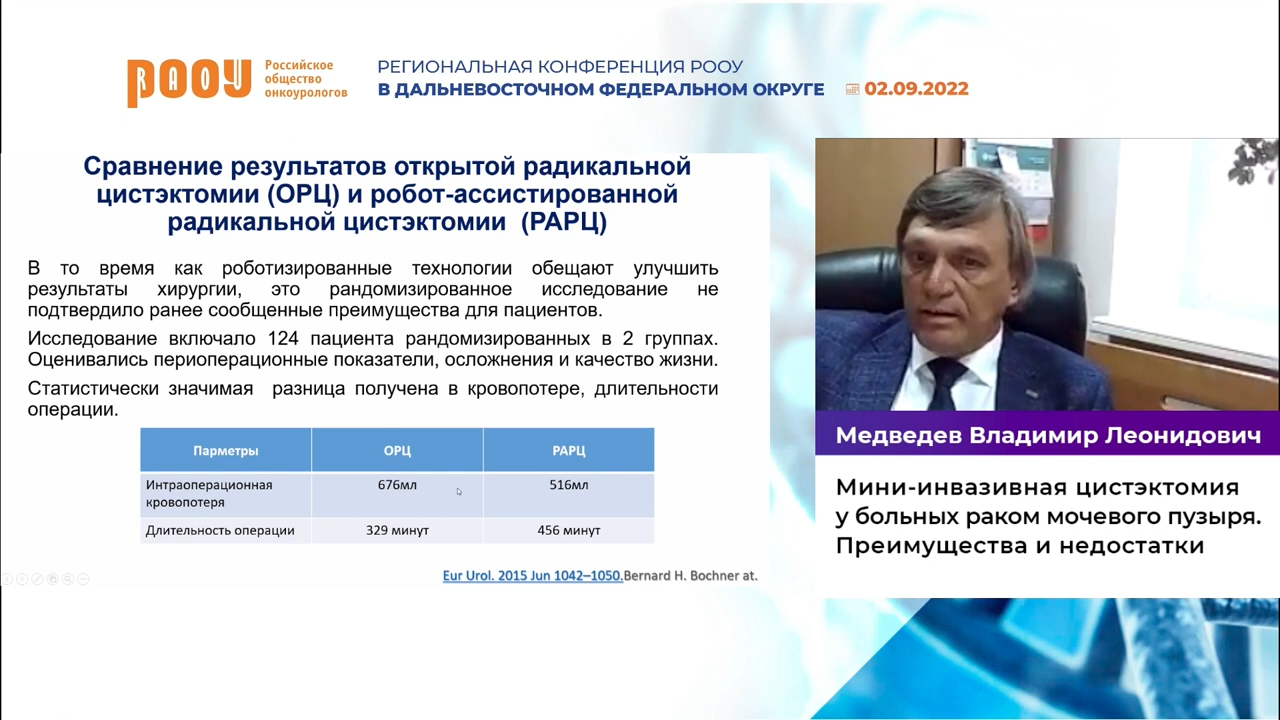 РООУ
RAOU
Российское
общество
онкоурологов
РЕГИОНАЛЬНАЯ КОНФЕРЕНЦИЯ РООУ
В ДАЛЬНЕВОСТОЧНОМ ФЕДЕРАЛЬНОМ ОКРУГЕ 02.09.2022
Сравнение результатов открытой радикальной
цистэктомии (ОРЦ) и робот-ассистированной
радикальной цистэктомии (РАРЦ)
В то время как роботизированные технологии обещают улучшить
результаты хирургии, это рандомизированное исследование не
подтвердило ранее сообщенные преимущества для пациентов.
Исследование включало 124 пациента рандомизированных в 2 группах.
Оценивались периоперационные показатели, осложнения и качество жизни.
Статистически значимая разница получена в кровопотере, длительности
операции.
Парметры ОРЦ РАРЦ
Интраоперационная
кровопотеря 676мл 516мл
Длительность операции 329 минут 456 минут
Eur Urol. 2015 Jun 1042–1050.Bernard H. Bochner at.
Медведев Владимир Леонидович
Мини-инвазивная цистэктомия
у больных раком мочевого пузыря.
Преимущества и недостатки